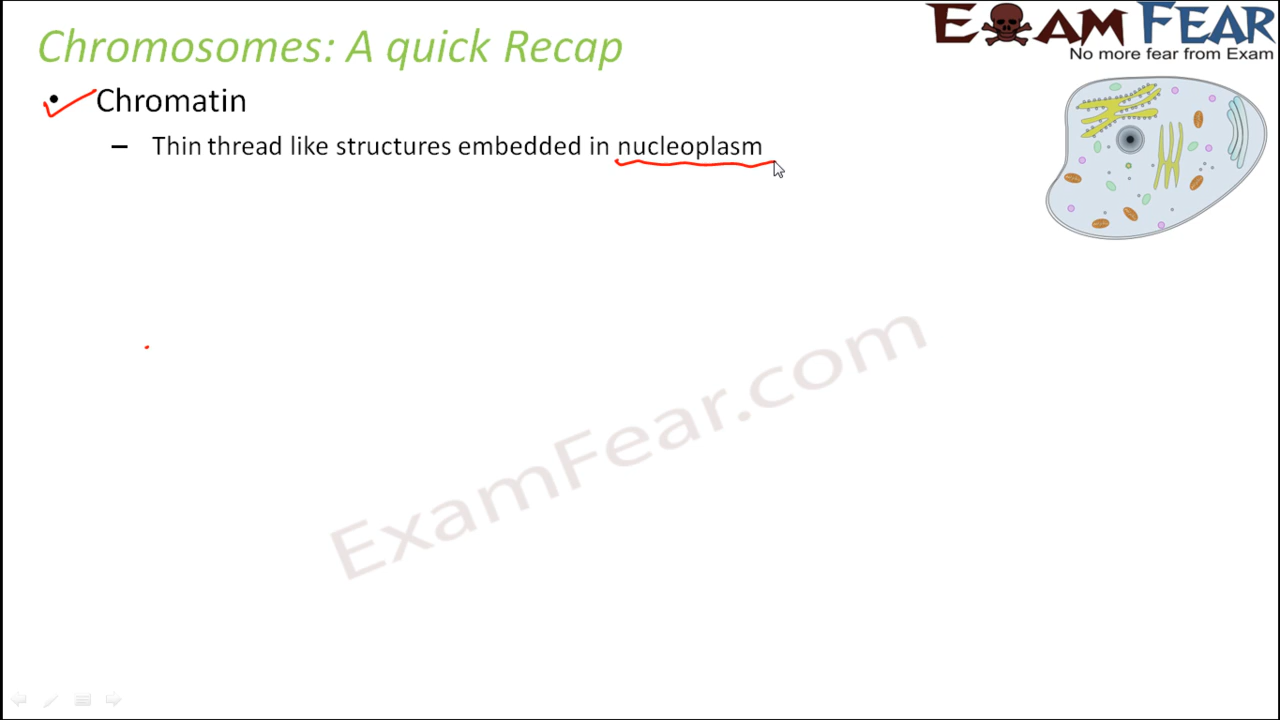 Chromosomes: A quick Recap
EXAM FEAR
No more fear from Exam
• Chromatin
– Thin thread like structures embedded in nucleoplasm
ExamFear.com